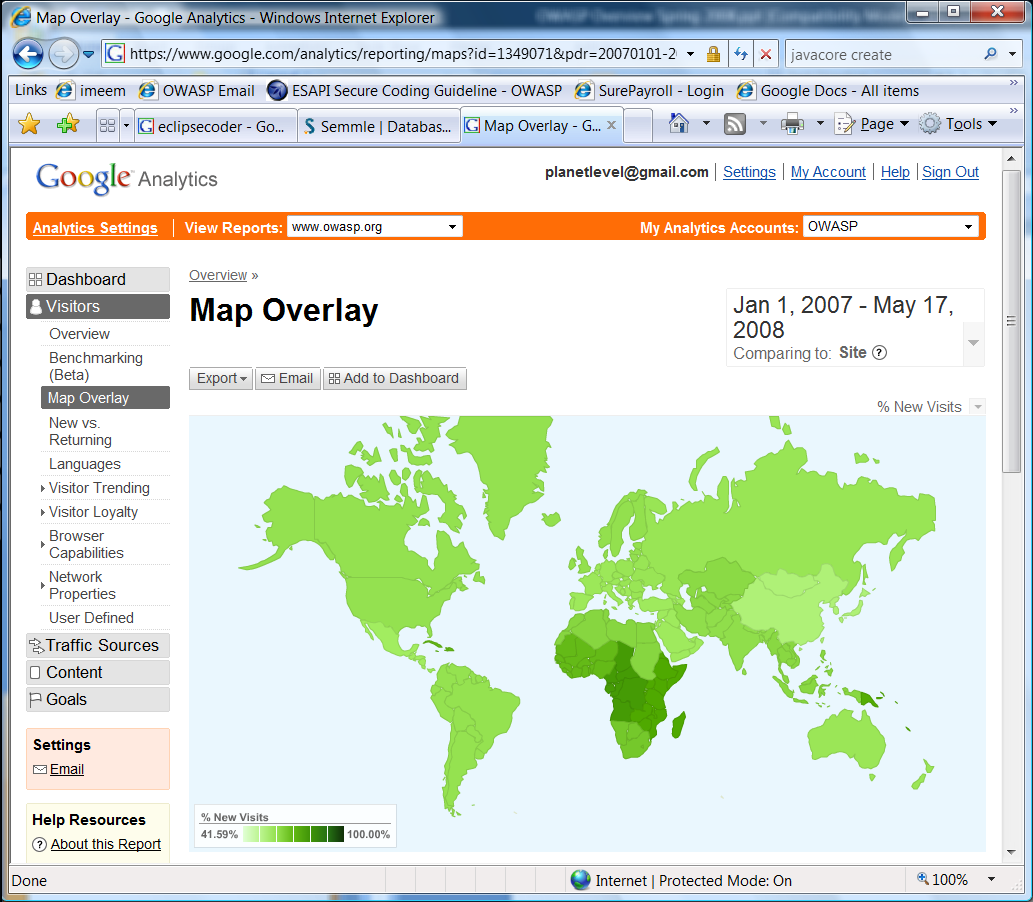 Map Overlay - Google Analytics - Windows Internet Explorer
https://www.google.com/analytics/reporting/maps?id=1349071&pdr=20070101-2
javacore create
Links imeem OWASP Email ESAPI Secure Coding Guideline - OWASP SurePayroll - Login Google Docs - All items »
eclipsecoder - Go... Semmle | Databas... Map Overlay - G... Page Tools »
Google Analytics
planetlevel@gmail.com Settings My Account Help Sign Out
Analytics Settings View Reports: www.owasp.org My Analytics Accounts: OWASP
Dashboard
Visitors
Overview
Benchmarking
(Beta)
Map Overlay
New vs.
Returning
Languages
Visitor Trending
Visitor Loyalty
Browser
Capabilities
Network
Properties
User Defined
Traffic Sources
Content
Goals
Settings
Email
Help Resources
? About this Report
Overview »
Map Overlay
Jan 1, 2007 - May 17,
2008
Comparing to: Site ?
Export Email Add to Dashboard
% New Visits
% New Visits
41.59% 100.00%
Done Internet | Protected Mode: On 100%